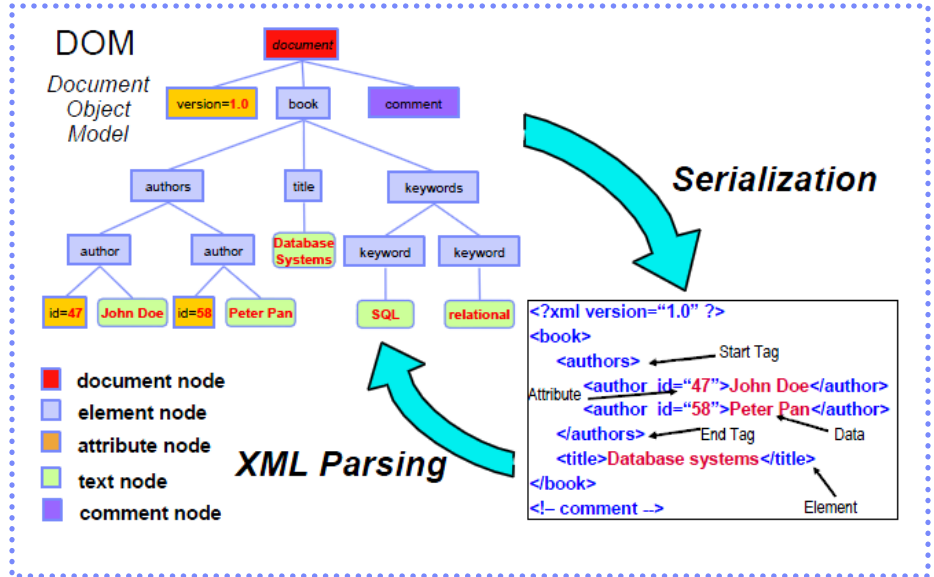 DOM
Document
Object
Model
document
version=1.0
book
comment
authors
title
keywords
author
author
Database
Systems
keyword
keyword
id=47
John Doe
id=58
Peter Pan
SQL
relational
Serialization
XML Parsing
document node
element node
attribute node
text node
comment node
<?xml version=“1.0” ?>
<book>
<authors>
Start Tag
<author id=“47”>John Doe</author>
Attribute
<author id=“58”>Peter Pan</author>
</authors>
End Tag
Data
<title>Database systems</title>
</book>
Element
<!– comment -->